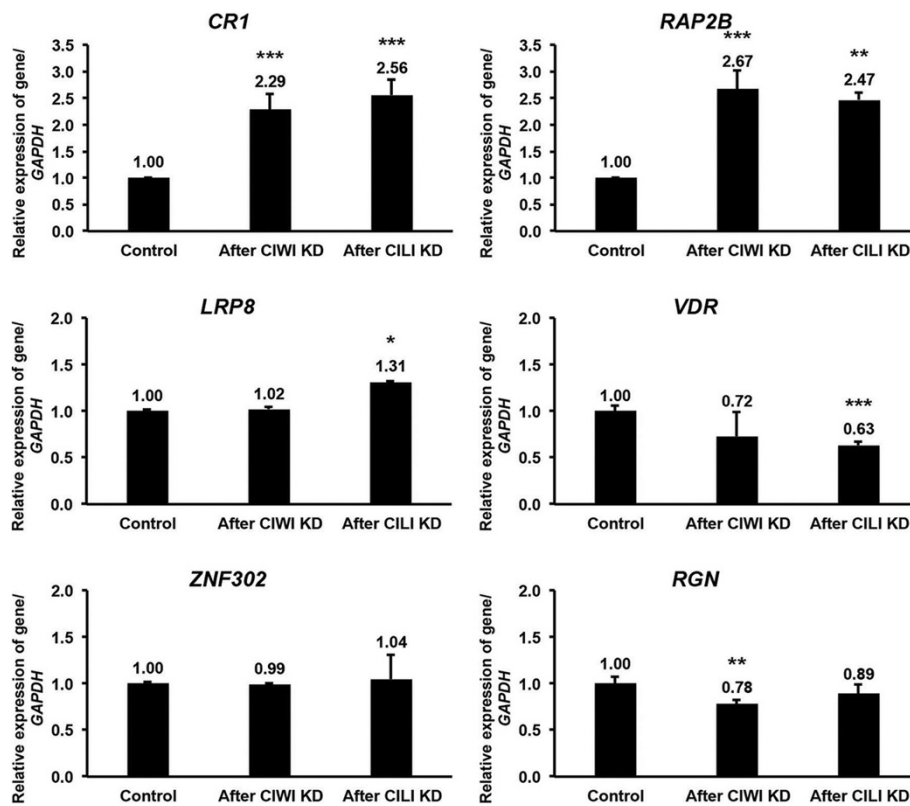 CR1
Relative expression of gene/
GAPDH
3.5
3.0
2.5
2.0
1.5
1.0
0.5
0.0
1.00
***
2.29
***
2.56
Control
After CIWI KD
After CILI KD
RAP2B
Relative expression of gene/
GAPDH
3.5
3.0
2.5
2.0
1.5
1.0
0.5
0.0
1.00
***
2.67
**
2.47
Control
After CIWI KD
After CILI KD
LRP8
Relative expression of gene/
GAPDH
2.0
1.5
1.0
0.5
0.0
1.00
1.02
*
1.31
Control
After CIWI KD
After CILI KD
VDR
Relative expression of gene/
GAPDH
2.0
1.5
1.0
0.5
0.0
1.00
0.72
***
0.63
Control
After CIWI KD
After CILI KD
ZNF302
Relative expression of gene/
GAPDH
2.0
1.5
1.0
0.5
0.0
1.00
0.99
1.04
Control
After CIWI KD
After CILI KD
RGN
Relative expression of gene/
GAPDH
2.0
1.5
1.0
0.5
0.0
1.00
**
0.78
0.89
Control
After CIWI KD
After CILI KD